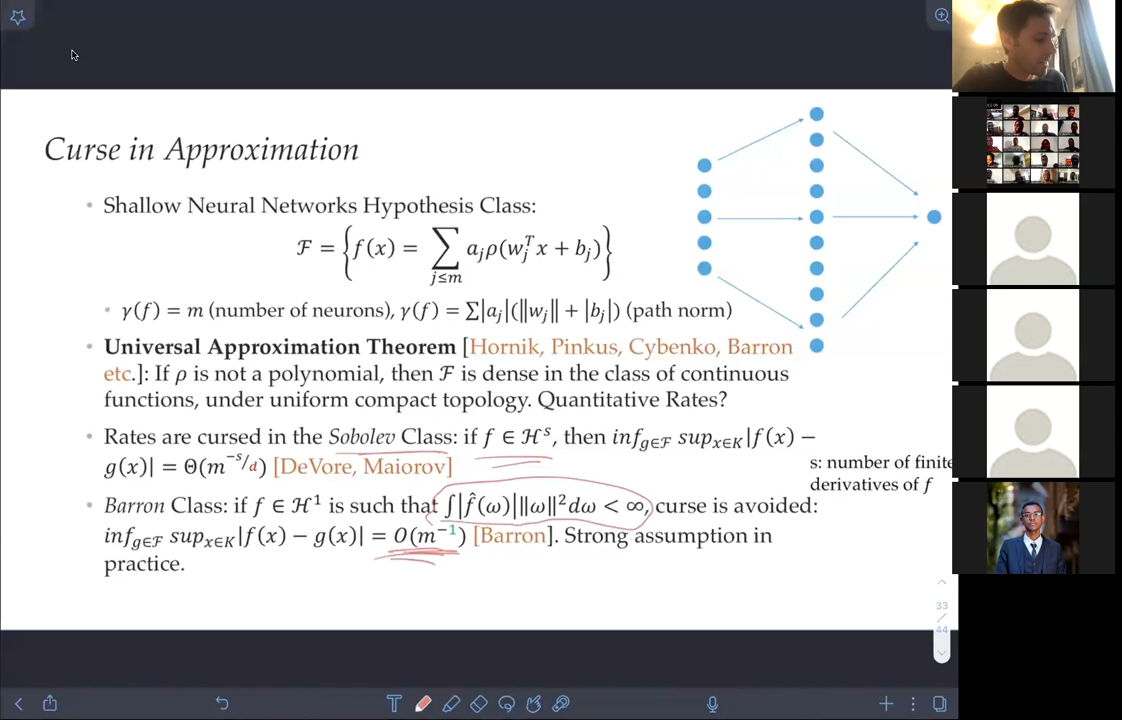 Curse in Approximation
• Shallow Neural Networks Hypothesis Class:
ℱ = {f(x) = ∑_{j≤m} a_jρ(w_j^T x + b_j)}
• γ(f) = m (number of neurons), γ(f) = Σ|a_j|(‖w_j‖ + |b_j|) (path norm)
• Universal Approximation Theorem [Hornik, Pinkus, Cybenko, Barron
etc.]: If ρ is not a polynomial, then ℱ is dense in the class of continuous
functions, under uniform compact topology. Quantitative Rates?
• Rates are cursed in the Sobolev Class: if f ∈ ℋ^s, then inf_{g∈ℱ} sup_{x∈K}|f(x) −
g(x)| = Θ(m^{−s/d}) [DeVore, Maiorov]
s: number of finite
derivatives of f
• Barron Class: if f ∈ ℋ^1 is such that ∫|f̂(ω)|‖ω‖^2dω < ∞, curse is avoided:
inf_{g∈ℱ} sup_{x∈K}|f(x) − g(x)| = O(m^{−1}) [Barron]. Strong assumption in
practice.
33
/
44
T